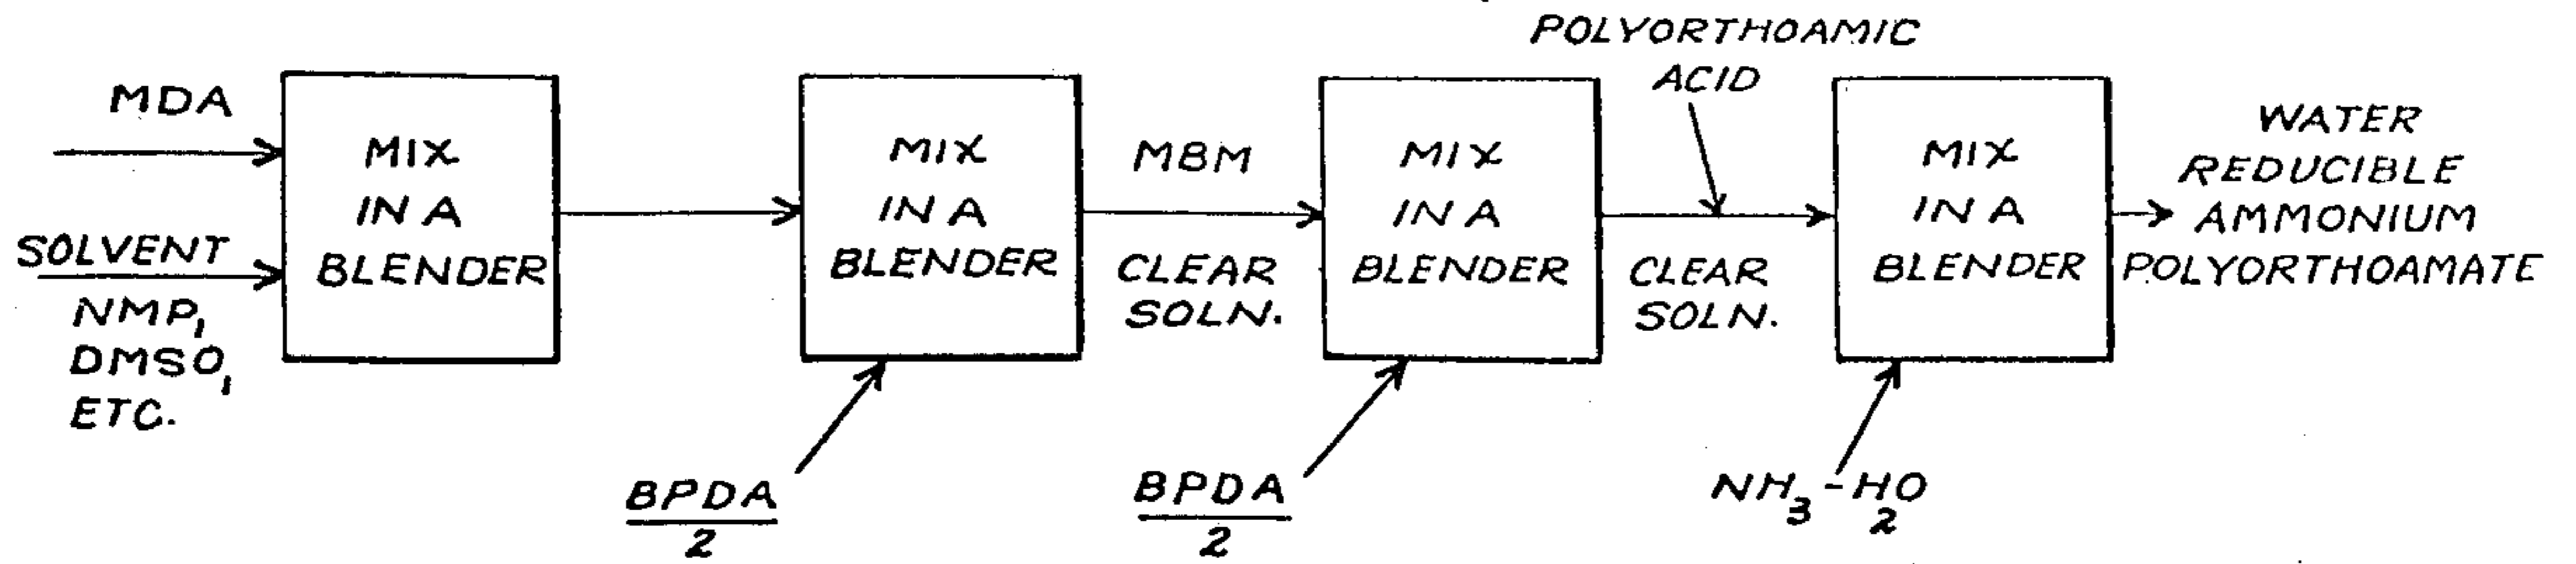 MDA
SOLVENT
NMP,
DMSO,
ETC.
MIX
IN A
BLENDER
BPDA
2
MIX
IN A
BLENDER
MBM
CLEAR
SOLN.
BPDA
2
MIX
IN A
BLENDER
POLYORTHOAMIC
ACID
CLEAR
SOLN.
NH3-H2O
MIX
IN A
BLENDER
WATER
REDUCIBLE
AMMONIUM
POLYORTHOAMATE